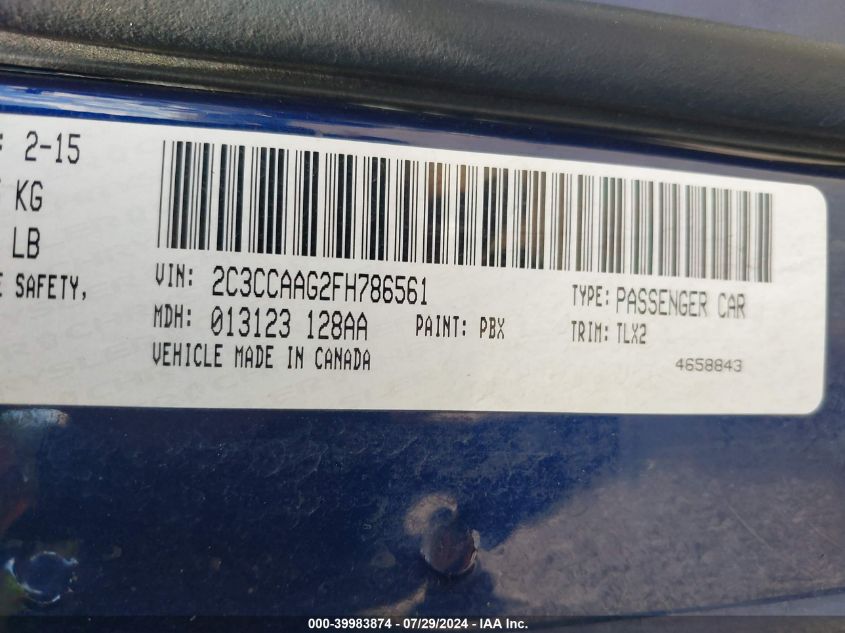 : 2-15
KG
LB
E SAFETY,
VIN: 2C3CCAAG2FH786561
TYPE: PASSENGER CAR
MDH: 013123 128AA
PAINT: PBX
TRIM: TLX2
VEHICLE MADE IN CANADA
4658843
000-39983874 / 07/29/2024 - IAA Inc.